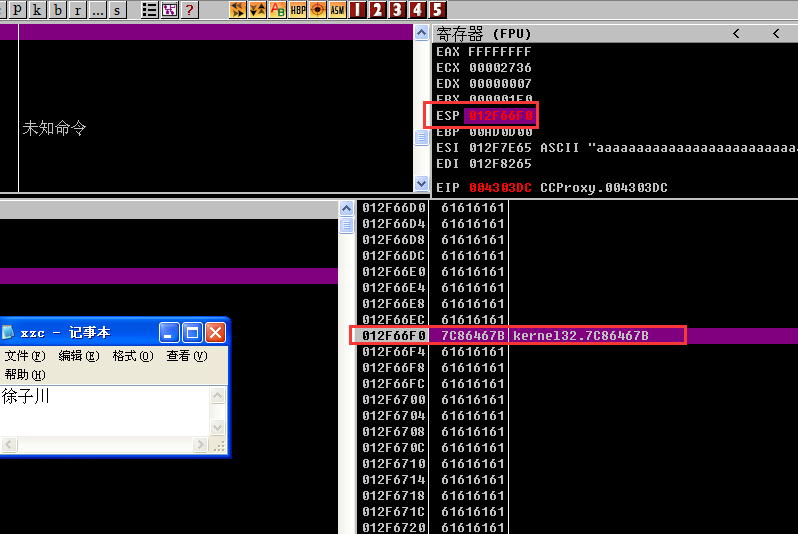 p k b r ... s ? HBP ASM 1 2 3 4 5
未知命令
寄存器 (FPU) < <
EAX FFFFFFFF
ECX 00002736
EDX 00000007
EBX 000001E0
ESP 012F66F0
EBP 00AD0D00
ESI 012F7E65 ASCII "aaaaaaaaaaaaaaaaaaaaaaaaa
EDI 012F8265
EIP 004303DC CCProxy.004303DC
012F66D0 61616161
012F66D4 61616161
012F66D8 61616161
012F66DC 61616161
012F66E0 61616161
012F66E4 61616161
012F66E8 61616161
012F66EC 61616161
012F66F0 7C86467B kernel32.7C86467B
012F66F4 61616161
012F66F8 61616161
012F66FC 61616161
012F6700 61616161
012F6704 61616161
012F6708 61616161
012F670C 61616161
012F6710 61616161
012F6714 61616161
012F6718 61616161
012F671C 61616161
012F6720 61616161
xzc - 记事本
文件(F) 编辑(E) 格式(O) 查看(V)
帮助(H)
徐子川